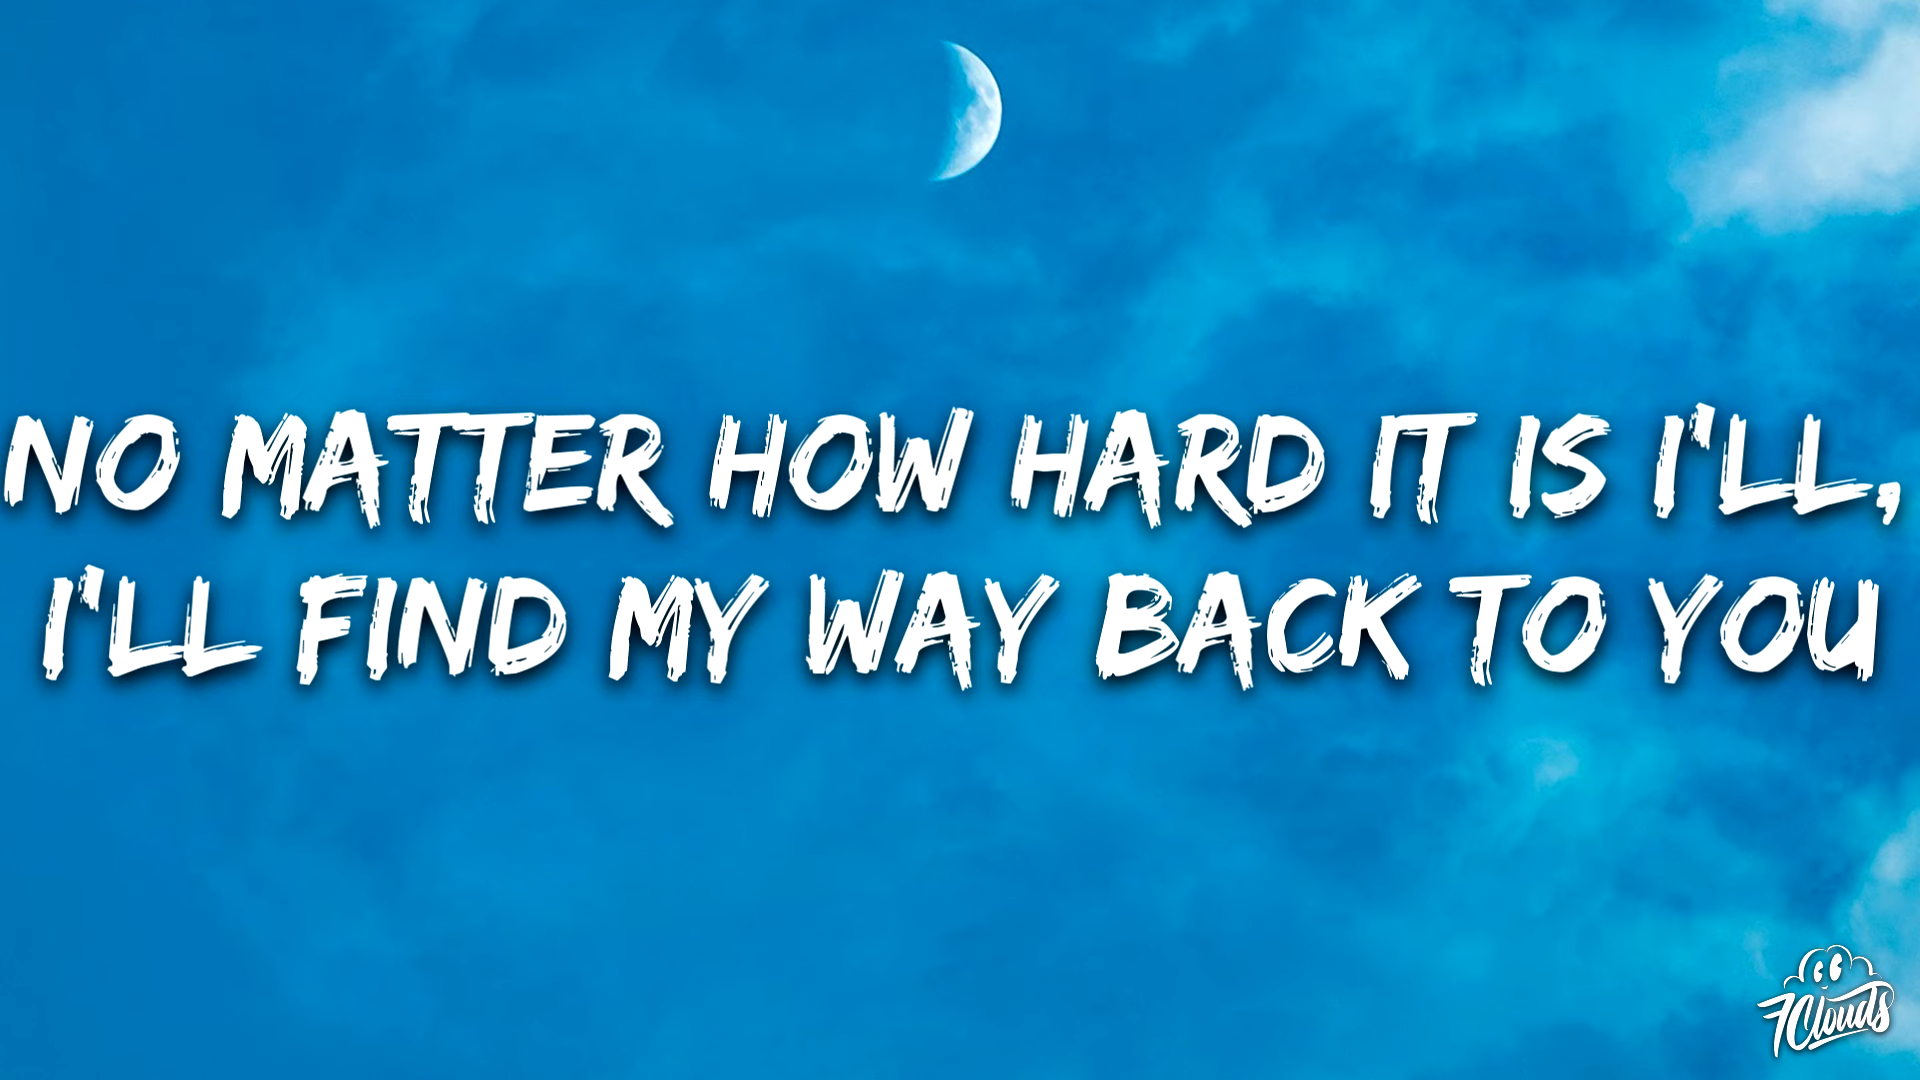 NO MATTER HOW HARD IT IS I'LL,
I'LL FIND MY WAY BACK TO YOU
7Clouds